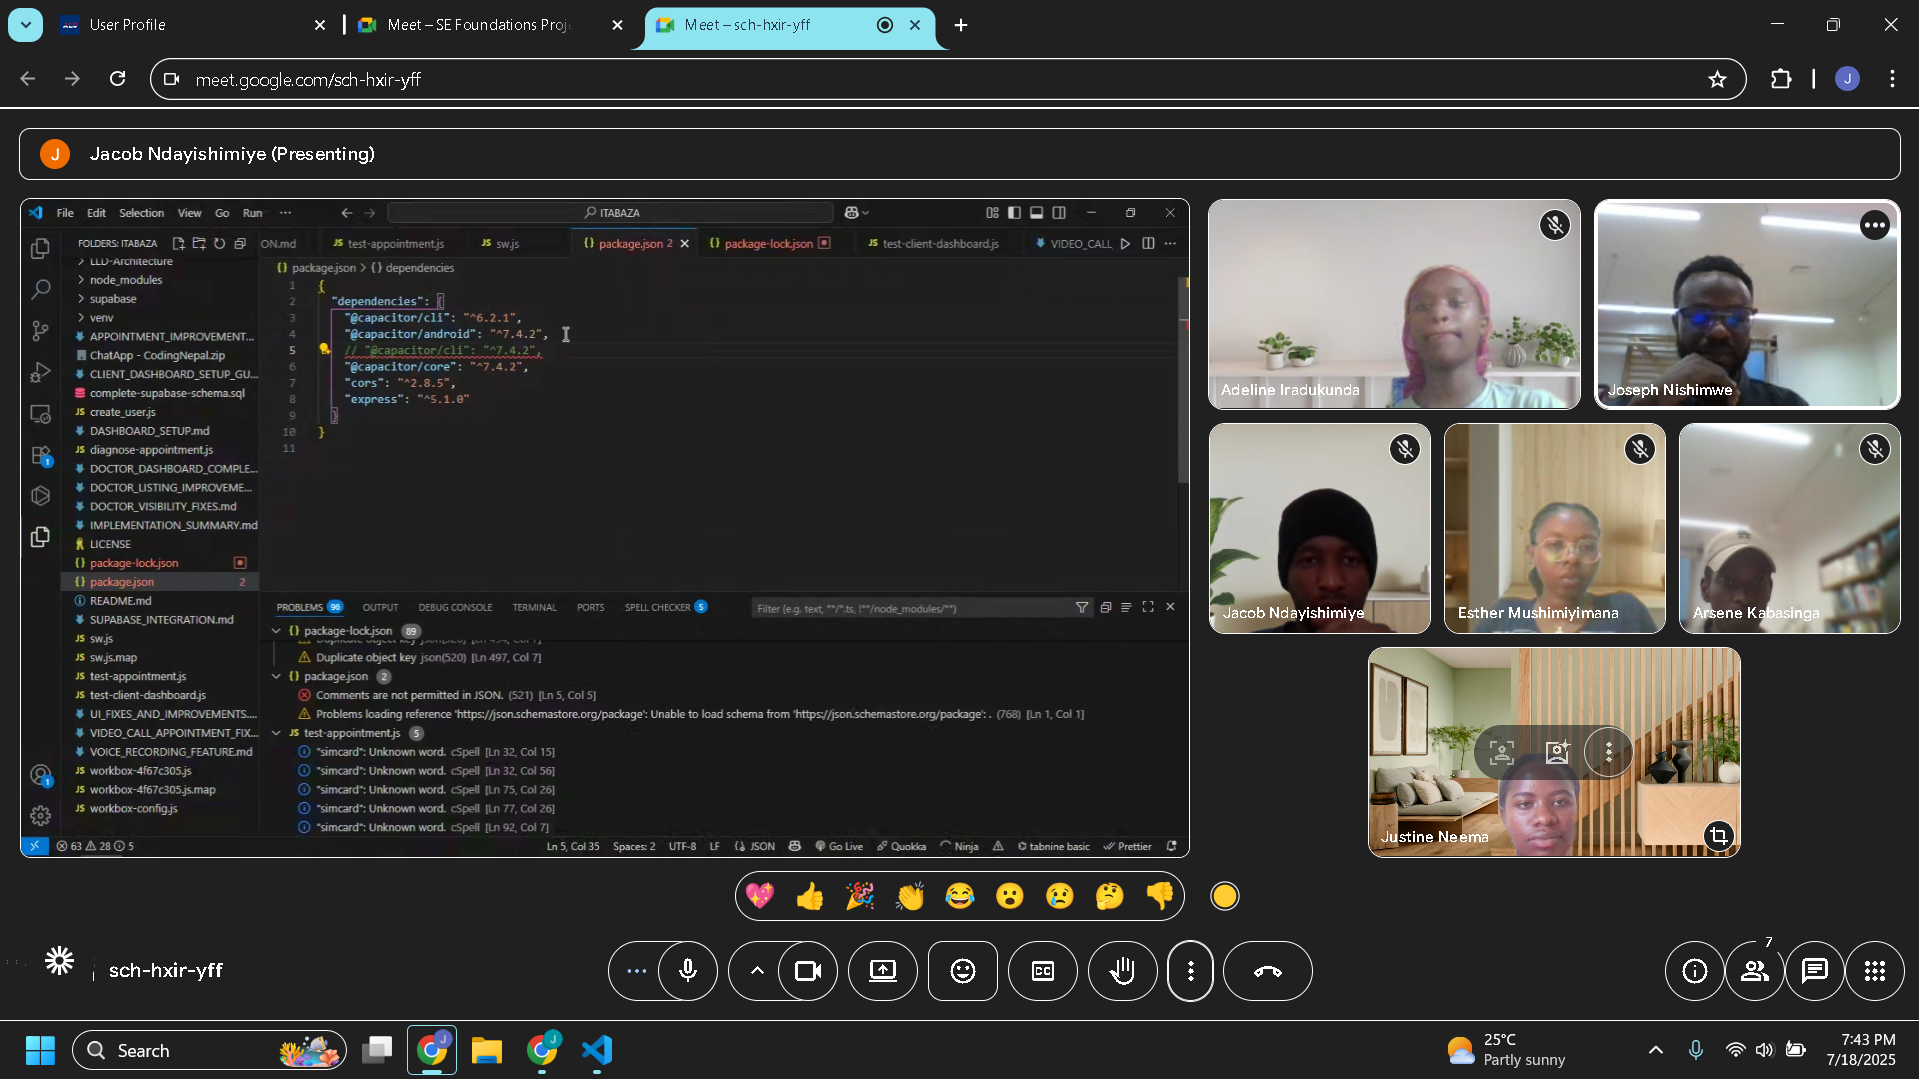 User Profile
Meet – SE Foundations Proj
Meet – sch-hxir-yff
meet.google.com/sch-hxir-yff
J
J
Jacob Ndayishimiye (Presenting)
File Edit Selection View Go Run ···
ITABAZA
FOLDERS: ITABAZA
ON.md
JS test-appointment.js
JS sw.js
{} package.json 2
{} package-lock.json
JS test-client-dashboard.js
VIDEO_CALL
{} package.json > {} dependencies
LLD-Architecture
node_modules
supabase
venv
APPOINTMENT_IMPROVEMENT...
ChatApp - CodingNepal.zip
CLIENT_DASHBOARD_SETUP_GU...
complete-supabase-schema.sql
JS create_user.js
DASHBOARD_SETUP.md
JS diagnose-appointment.js
DOCTOR_DASHBOARD_COMPLE...
DOCTOR_LISTING_IMPROVEME...
DOCTOR_VISIBILITY_FIXES.md
IMPLEMENTATION_SUMMARY.md
LICENSE
{} package-lock.json
{} package.json 2
README.md
SUPABASE_INTEGRATION.md
JS sw.js
JS sw.js.map
JS test-appointment.js
JS test-client-dashboard.js
UI_FIXES_AND_IMPROVEMENTS....
VIDEO_CALL_APPOINTMENT_FIX...
VOICE_RECORDING_FEATURE.md
JS workbox-4f67c305.js
JS workbox-4f67c305.js.map
JS workbox-config.js
1 {
2 "dependencies": {
3 "@capacitor/cli": "^6.2.1",
4 "@capacitor/android": "^7.4.2",
5 // "@capacitor/cli": "^7.4.2",
6 "@capacitor/core": "^7.4.2",
7 "cors": "^2.8.5",
8 "express": "^5.1.0"
9 }
10 }
11
PROBLEMS 96 OUTPUT DEBUG CONSOLE TERMINAL PORTS SPELL CHECKER 5
Filter (e.g. text, **/*.ts, !**/node_modules/**)
{} package-lock.json 89
Duplicate object key json(520) [Ln 497, Col 7]
{} package.json 2
Comments are not permitted in JSON. (521) [Ln 5, Col 5]
Problems loading reference 'https://json.schemastore.org/package': Unable to load schema from 'https://json.schemastore.org/package': . (768) [Ln 1, Col 1]
JS test-appointment.js 5
"simcard": Unknown word. cSpell [Ln 32, Col 15]
"simcard": Unknown word. cSpell [Ln 32, Col 56]
"simcard": Unknown word. cSpell [Ln 75, Col 26]
"simcard": Unknown word. cSpell [Ln 77, Col 26]
"simcard": Unknown word. cSpell [Ln 92, Col 7]
63 28 5
Ln 5, Col 35 Spaces: 2 UTF-8 LF {} JSON Go Live Quokka Ninja tabnine basic Prettier
Adeline Iradukunda
Joseph Nishimwe
Jacob Ndayishimiye
Esther Mushimiyimana
Arsene Kabasinga
Justine Neema
sch-hxir-yff
CC
7
Search
25°C
Partly sunny
7:43 PM
7/18/2025